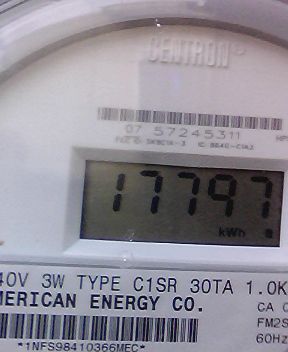 CENTRON®
07 57245311
17797
kWh
40V 3W TYPE C1SR 30TA 1.0K
MERICAN ENERGY CO.
CA 0
FM2S
60Hz
*1NFS98410366MEC*